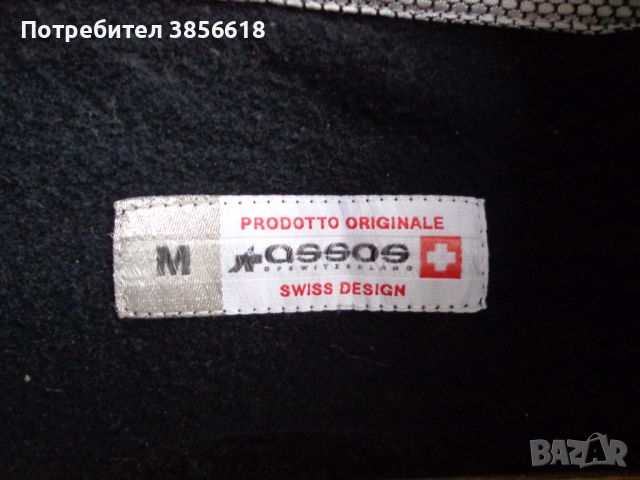 Потребител 3856618
PRODOTTO ORIGINALE
M
assos
OF SWITZERLAND
SWISS DESIGN
BAZAR